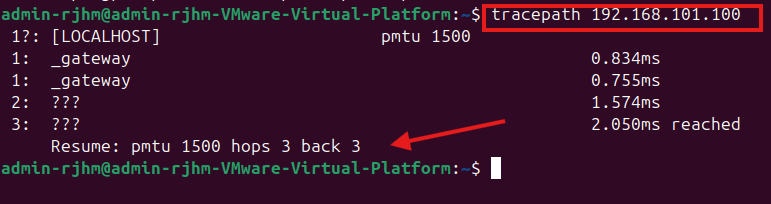 admin-rjhm@admin-rjhm-VMware-Virtual-Platform:~$ tracepath 192.168.101.100
 1?: [LOCALHOST]                      pmtu 1500
 1:  _gateway                                              0.834ms
 1:  _gateway                                              0.755ms
 2:  ???                                                   1.574ms
 3:  ???                                                   2.050ms reached
     Resume: pmtu 1500 hops 3 back 3
admin-rjhm@admin-rjhm-VMware-Virtual-Platform:~$